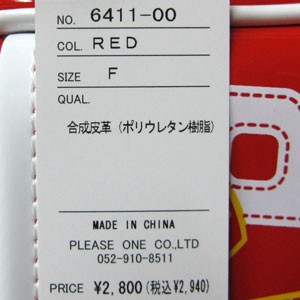 NO. 6411-00
COL. RED
SIZE F
QUAL.
合成皮革 (ポリウレタン樹脂)
MADE IN CHINA
PLEASE ONE CO.,LTD
052-910-8511
PRICE ¥2,800(税込¥2,940)